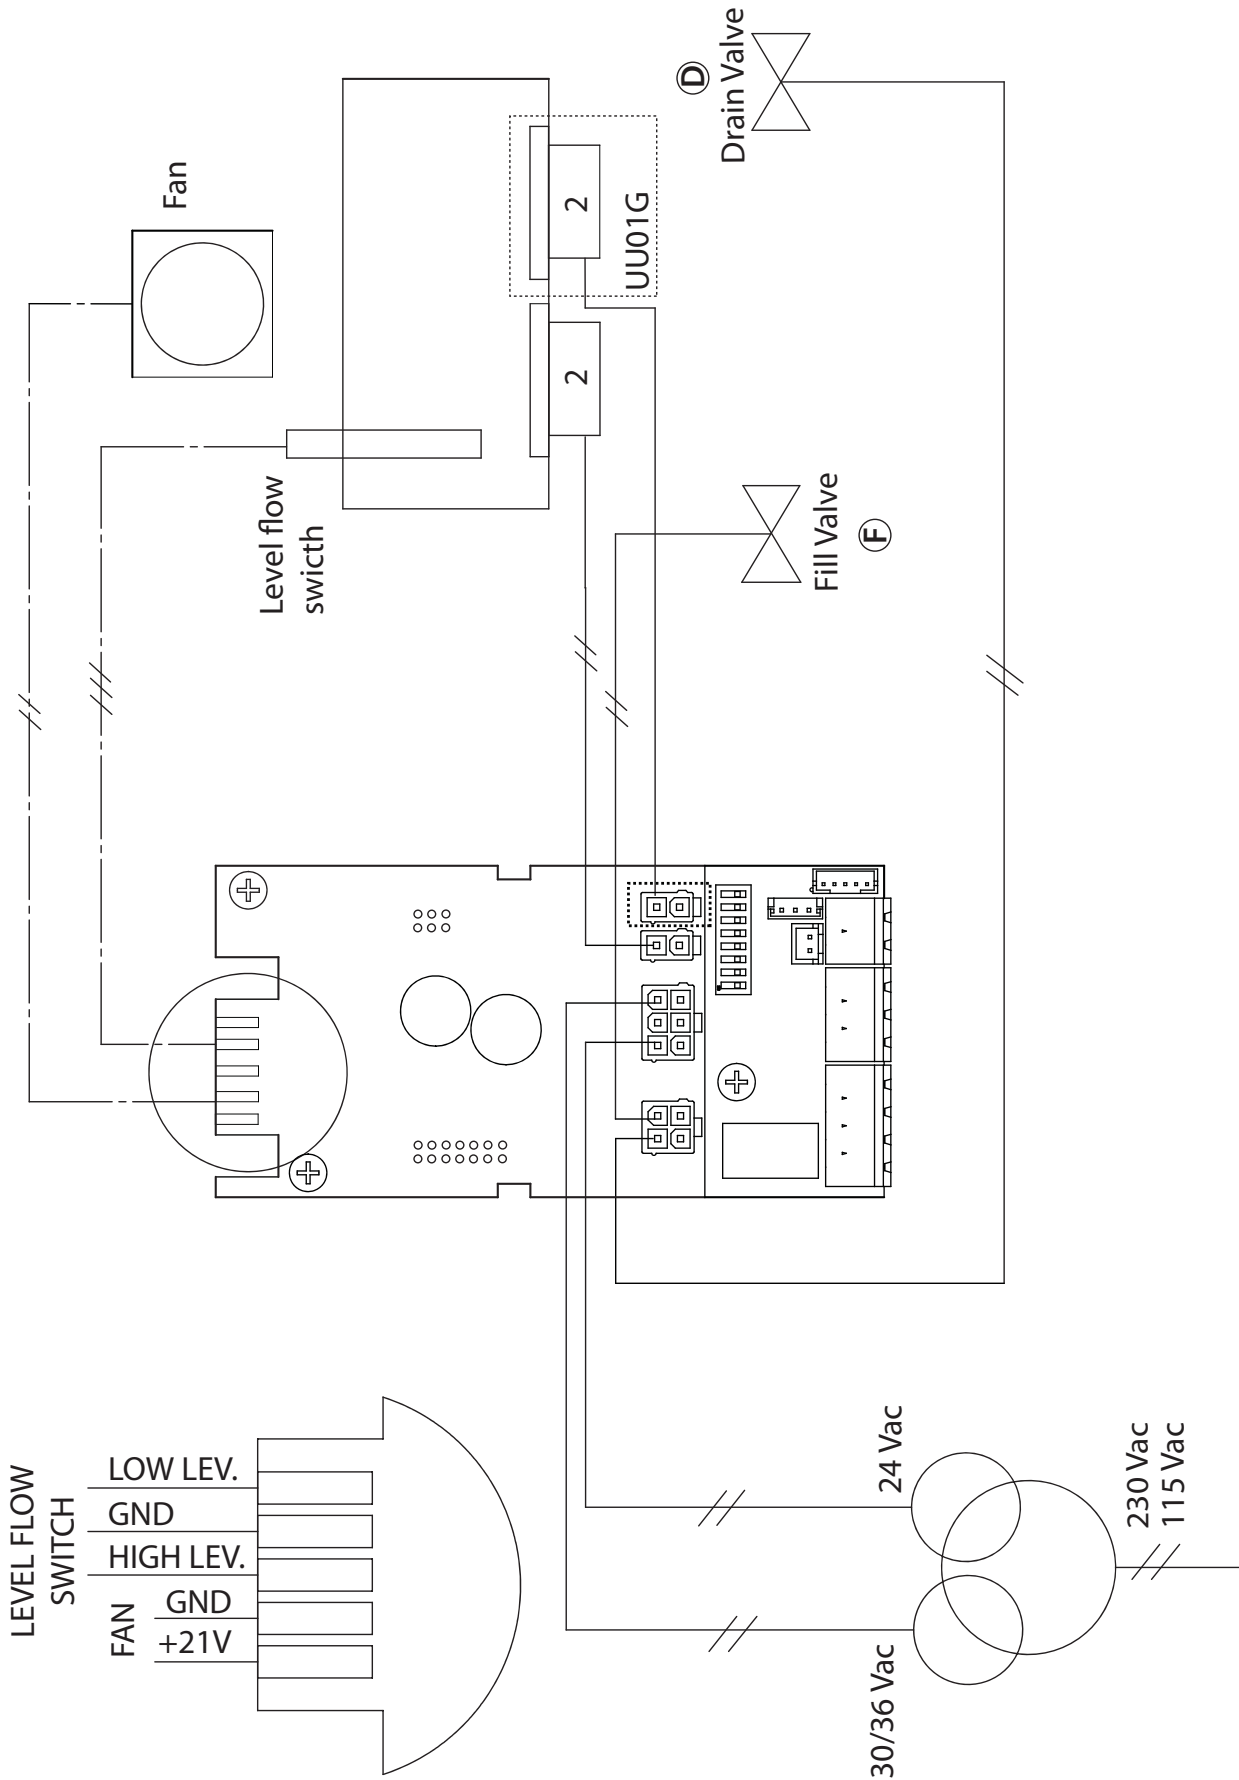 Fan
Level flow
swicth
2
2
UU01G
D
Drain Valve
Fill Valve
F
LEVEL FLOW
SWITCH
LOW LEV.
GND
HIGH LEV.
FAN
GND
+21V
24 Vac
30/36 Vac
230 Vac
115 Vac